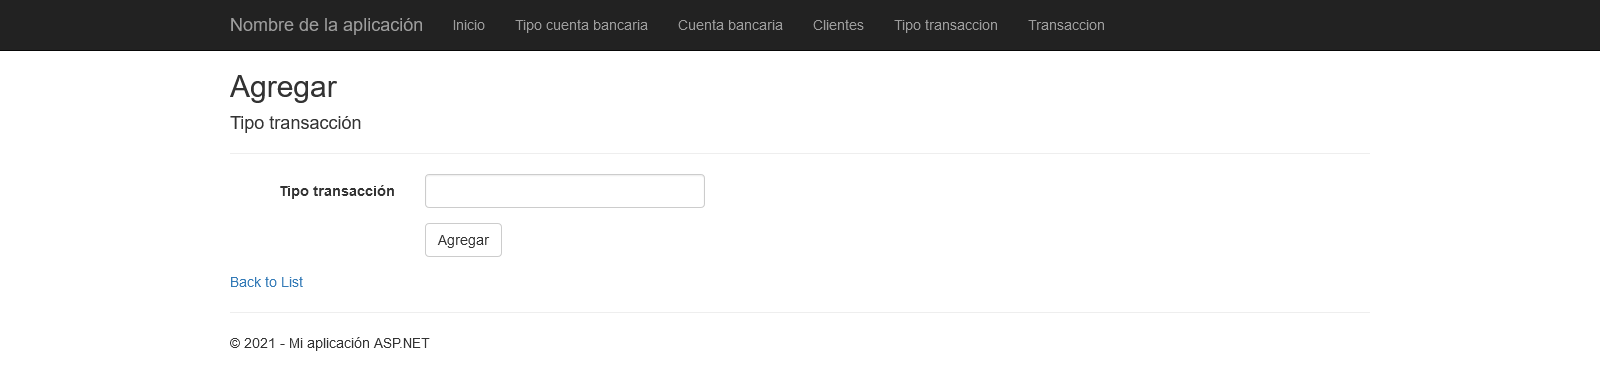 Nombre de la aplicación Inicio Tipo cuenta bancaria Cuenta bancaria Clientes Tipo transaccion Transaccion
Agregar
Tipo transacción
Tipo transacción
Agregar
Back to List
© 2021 - Mi aplicación ASP.NET